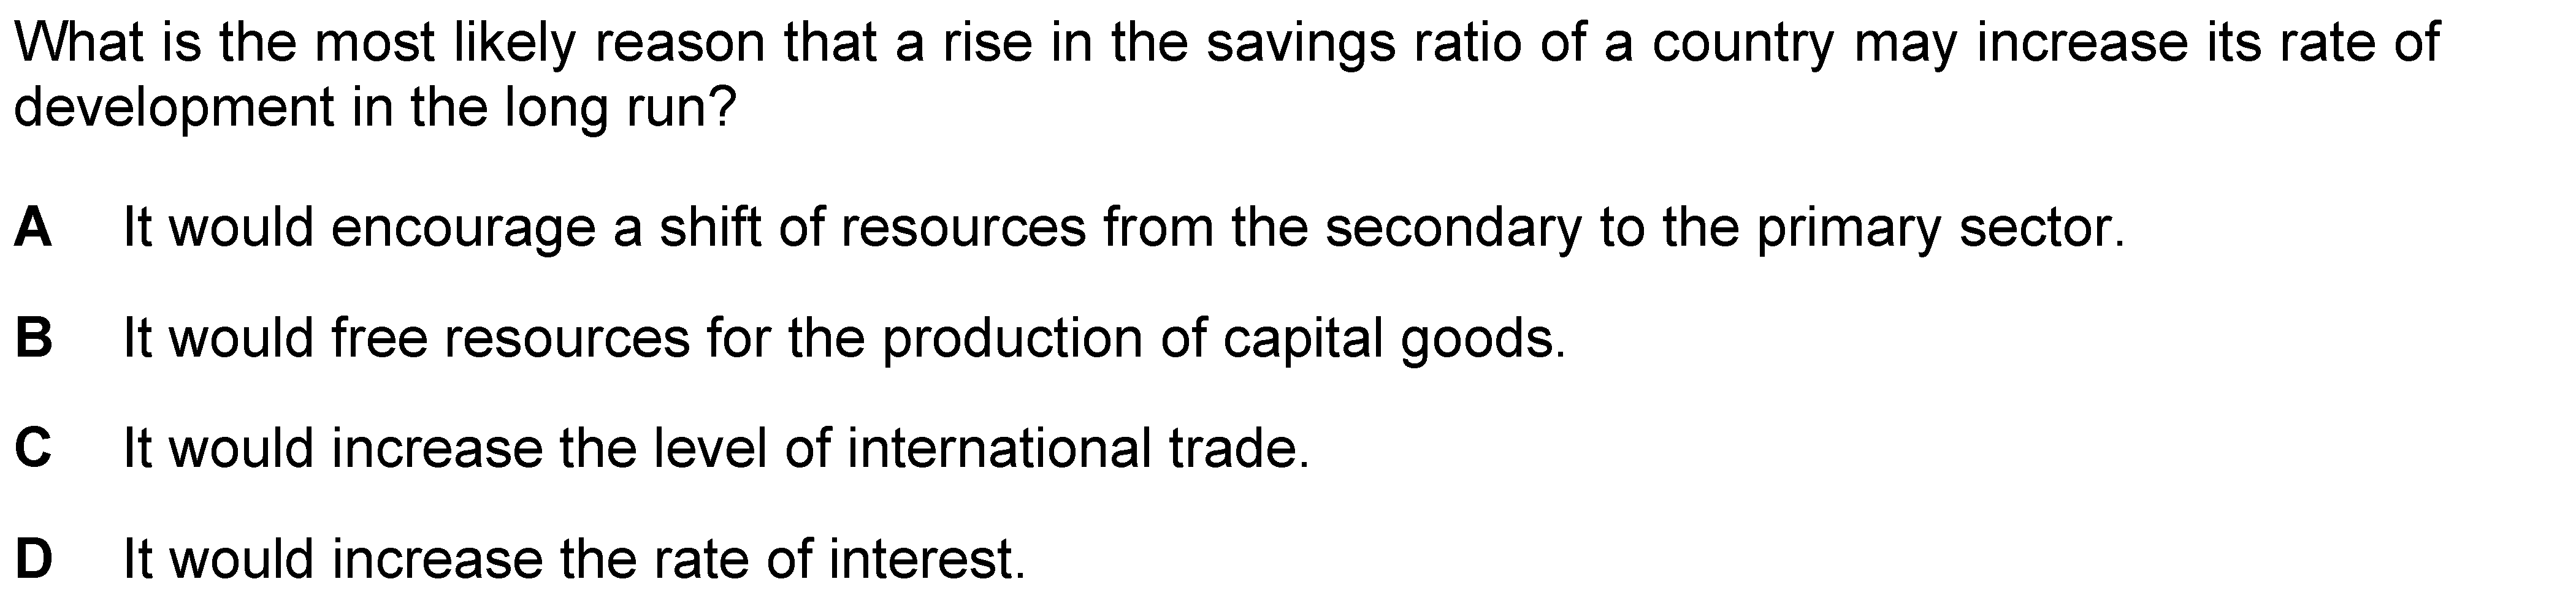 What is the most likely reason that a rise in the savings ratio of a country may increase its rate of
development in the long run?
A It would encourage a shift of resources from the secondary to the primary sector.
B It would free resources for the production of capital goods.
C It would increase the level of international trade.
D It would increase the rate of interest.